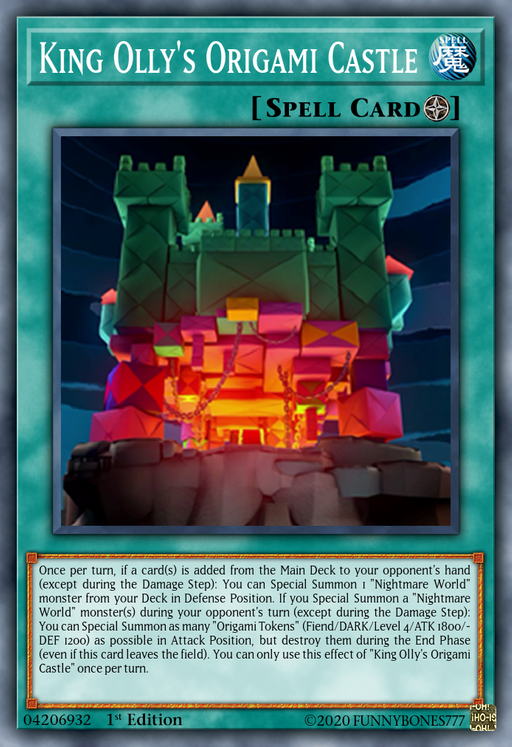 King Olly's Origami Castle
SPELL
魔
[Spell Card]
Once per turn, if a card(s) is added from the Main Deck to your opponent's hand
(except during the Damage Step): You can Special Summon 1 "Nightmare World"
monster from your Deck in Defense Position. If you Special Summon a "Nightmare
World" monster(s) during your opponent's turn (except during the Damage Step):
You can Special Summon as many "Origami Tokens" (Fiend/DARK/Level 4/ATK 1800/-
DEF 1200) as possible in Attack Position, but destroy them during the End Phase
(even if this card leaves the field). You can only use this effect of "King Olly's Origami
Castle" once per turn.
04206932 1st Edition ©2020 FUNNYBONES777